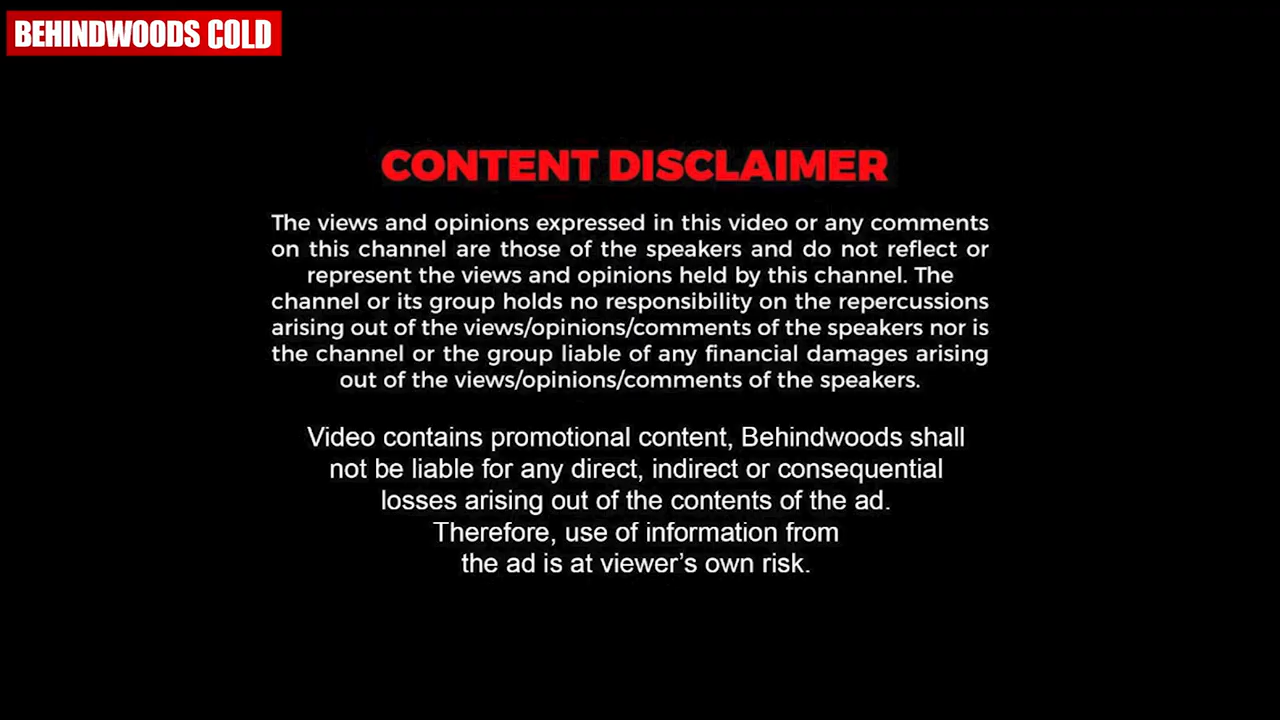 BEHINDWOODS COLD
CONTENT DISCLAIMER
The views and opinions expressed in this video or any comments
on this channel are those of the speakers and do not reflect or
represent the views and opinions held by this channel. The
channel or its group holds no responsibility on the repercussions
arising out of the views/opinions/comments of the speakers nor is
the channel or the group liable of any financial damages arising
out of the views/opinions/comments of the speakers.
Video contains promotional content, Behindwoods shall
not be liable for any direct, indirect or consequential
losses arising out of the contents of the ad.
Therefore, use of information from
the ad is at viewer’s own risk.